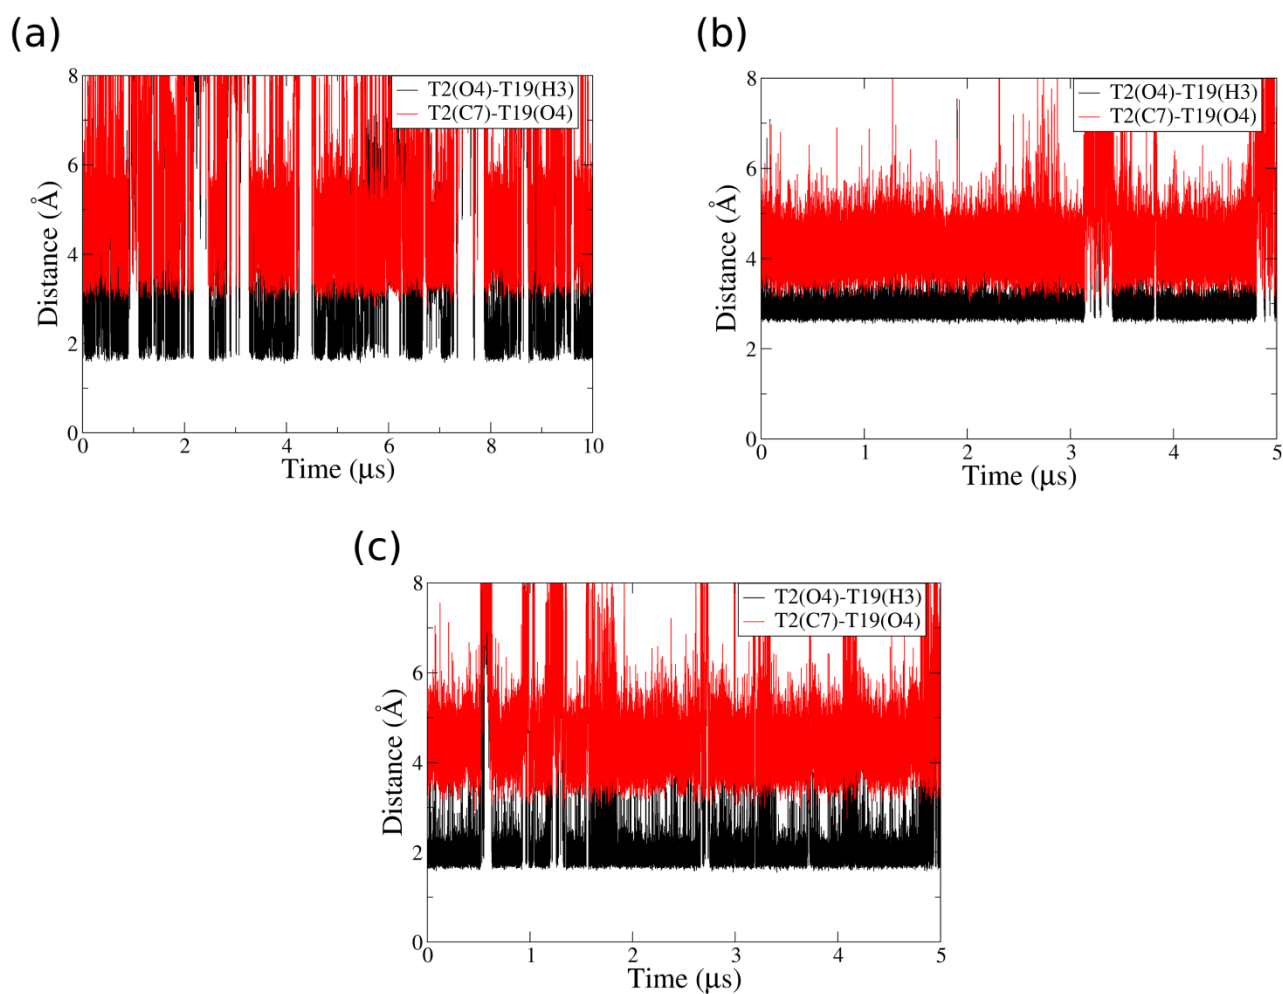 (a)
8
6
4
2
0
Distance (Å)
T2(O4)-T19(H3)
T2(C7)-T19(O4)
0 2 4 6 8 10
Time (μs)
(b)
8
6
4
2
0
Distance (Å)
T2(O4)-T19(H3)
T2(C7)-T19(O4)
0 1 2 3 4 5
Time (μs)
(c)
8
6
4
2
0
Distance (Å)
T2(O4)-T19(H3)
T2(C7)-T19(O4)
0 1 2 3 4 5
Time (μs)